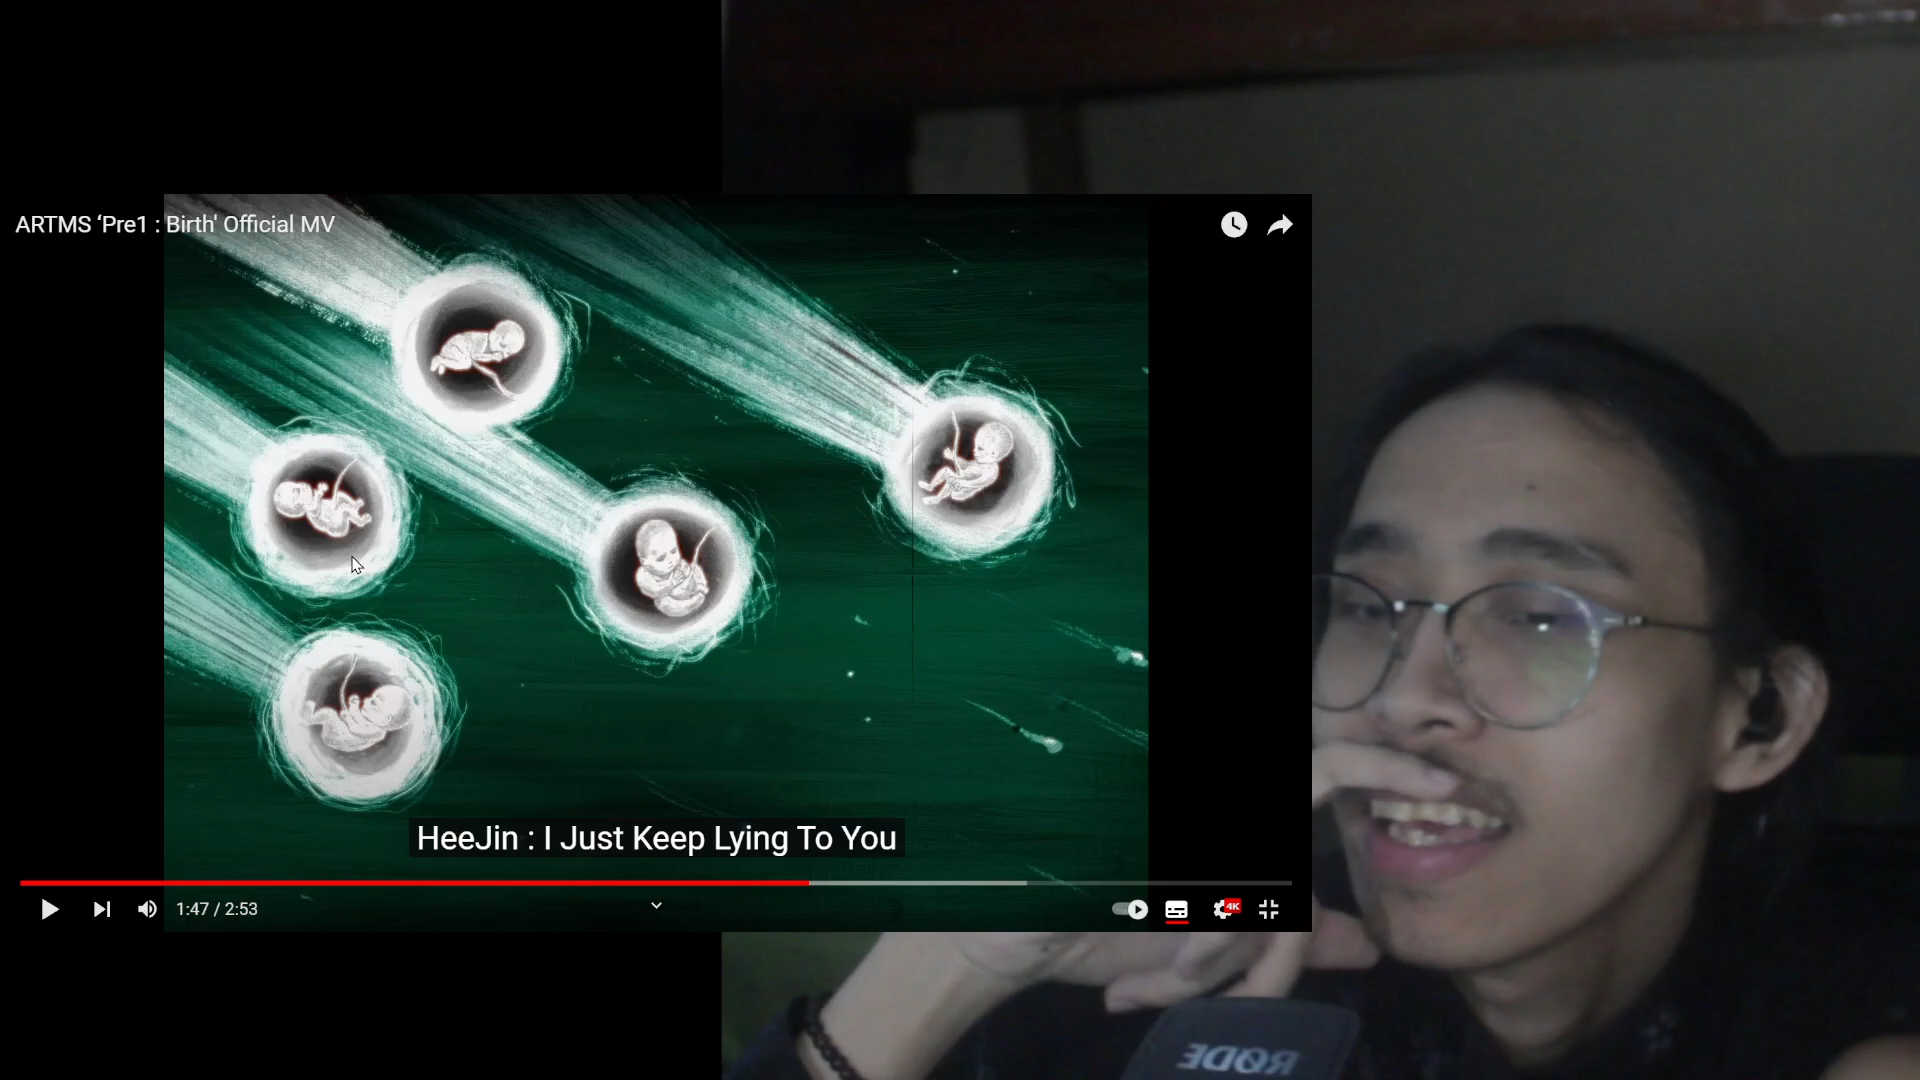 ARTMS ‘Pre1 : Birth' Official MV
HeeJin : I Just Keep Lying To You
1:47 / 2:53
4K
RØDE